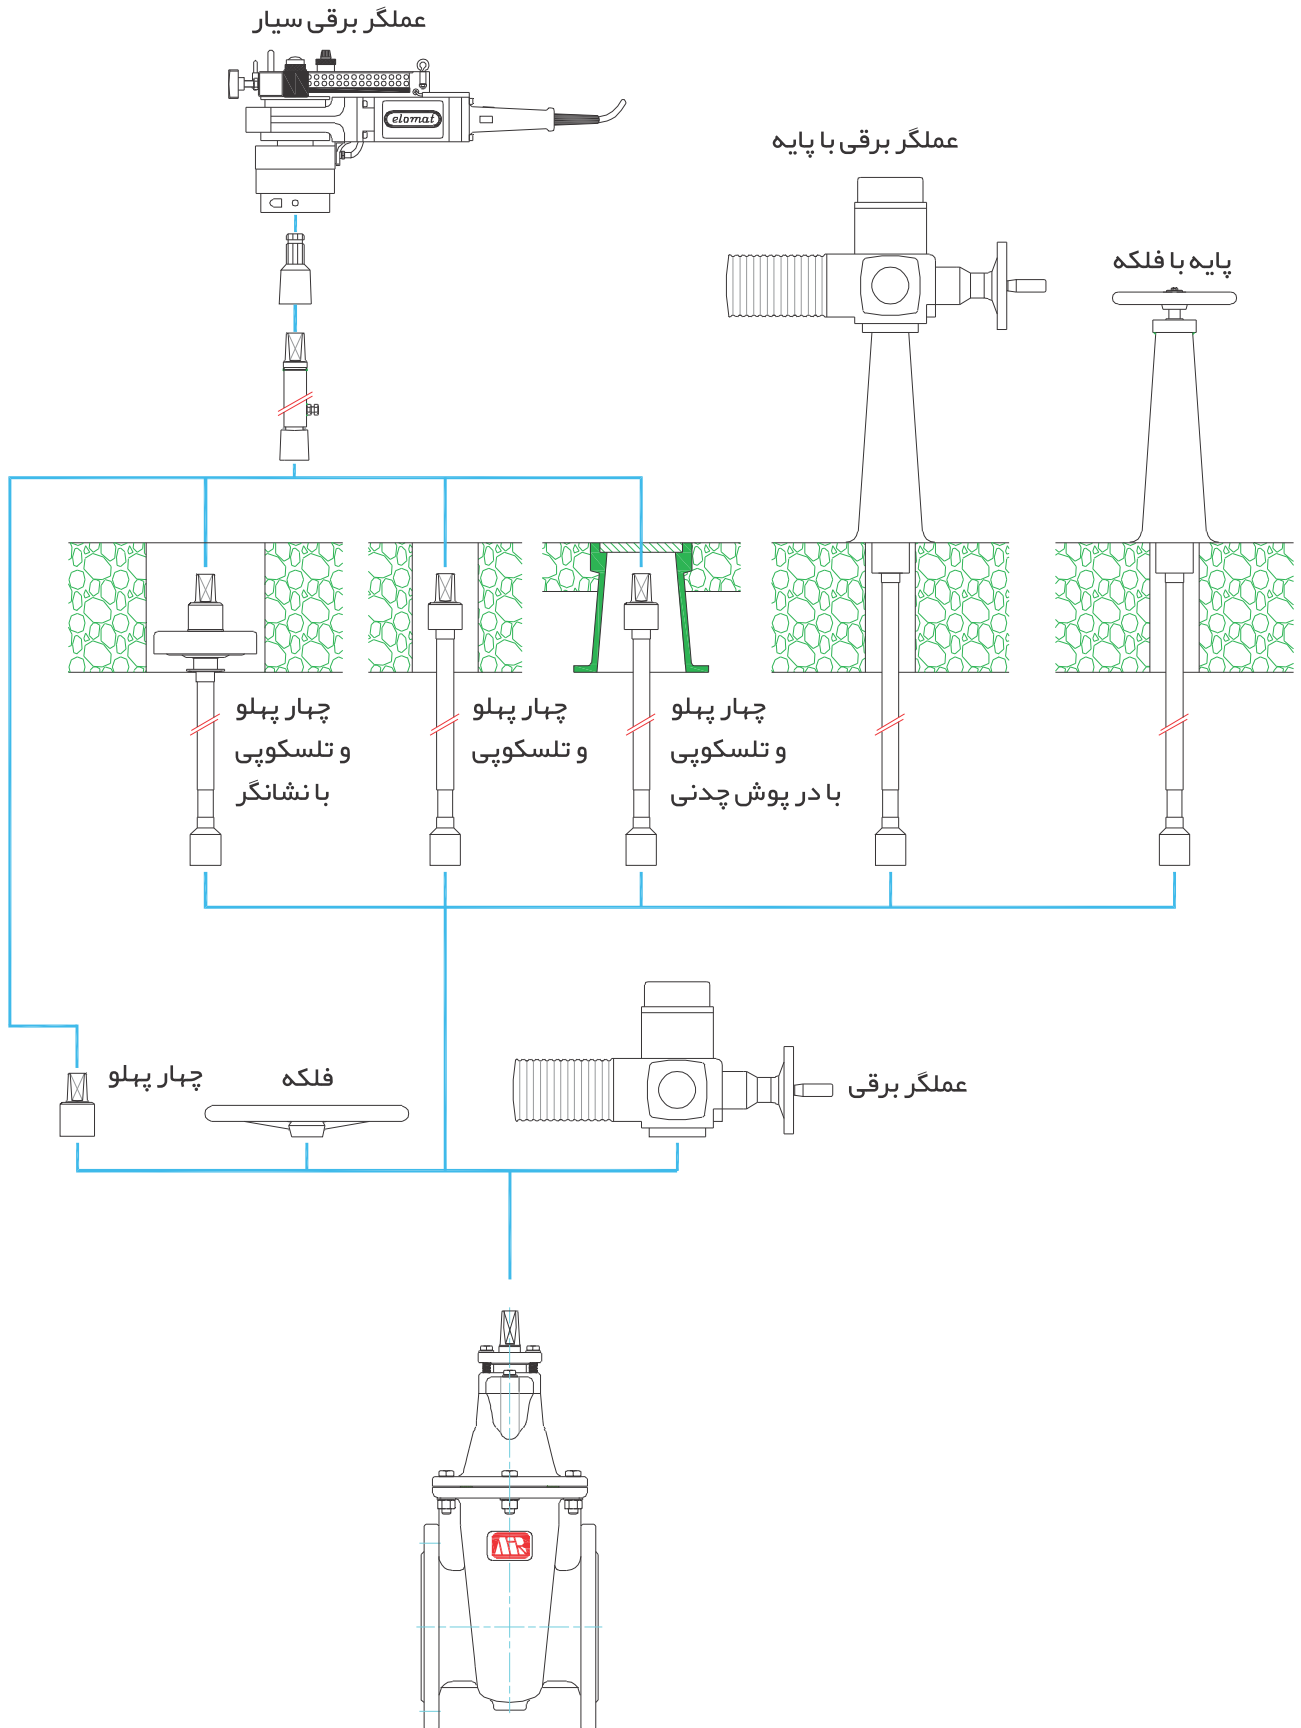 عملگر برقی سیار
elomat
عملگر برقی با پایه
پایه با فلکه
چهار پهلو
و تلسکوپی
با نشانگر
چهار پهلو
و تلسکوپی
چهار پهلو
و تلسکوپی
با در پوش چدنی
چهار پهلو
فلکه
عملگر برقی